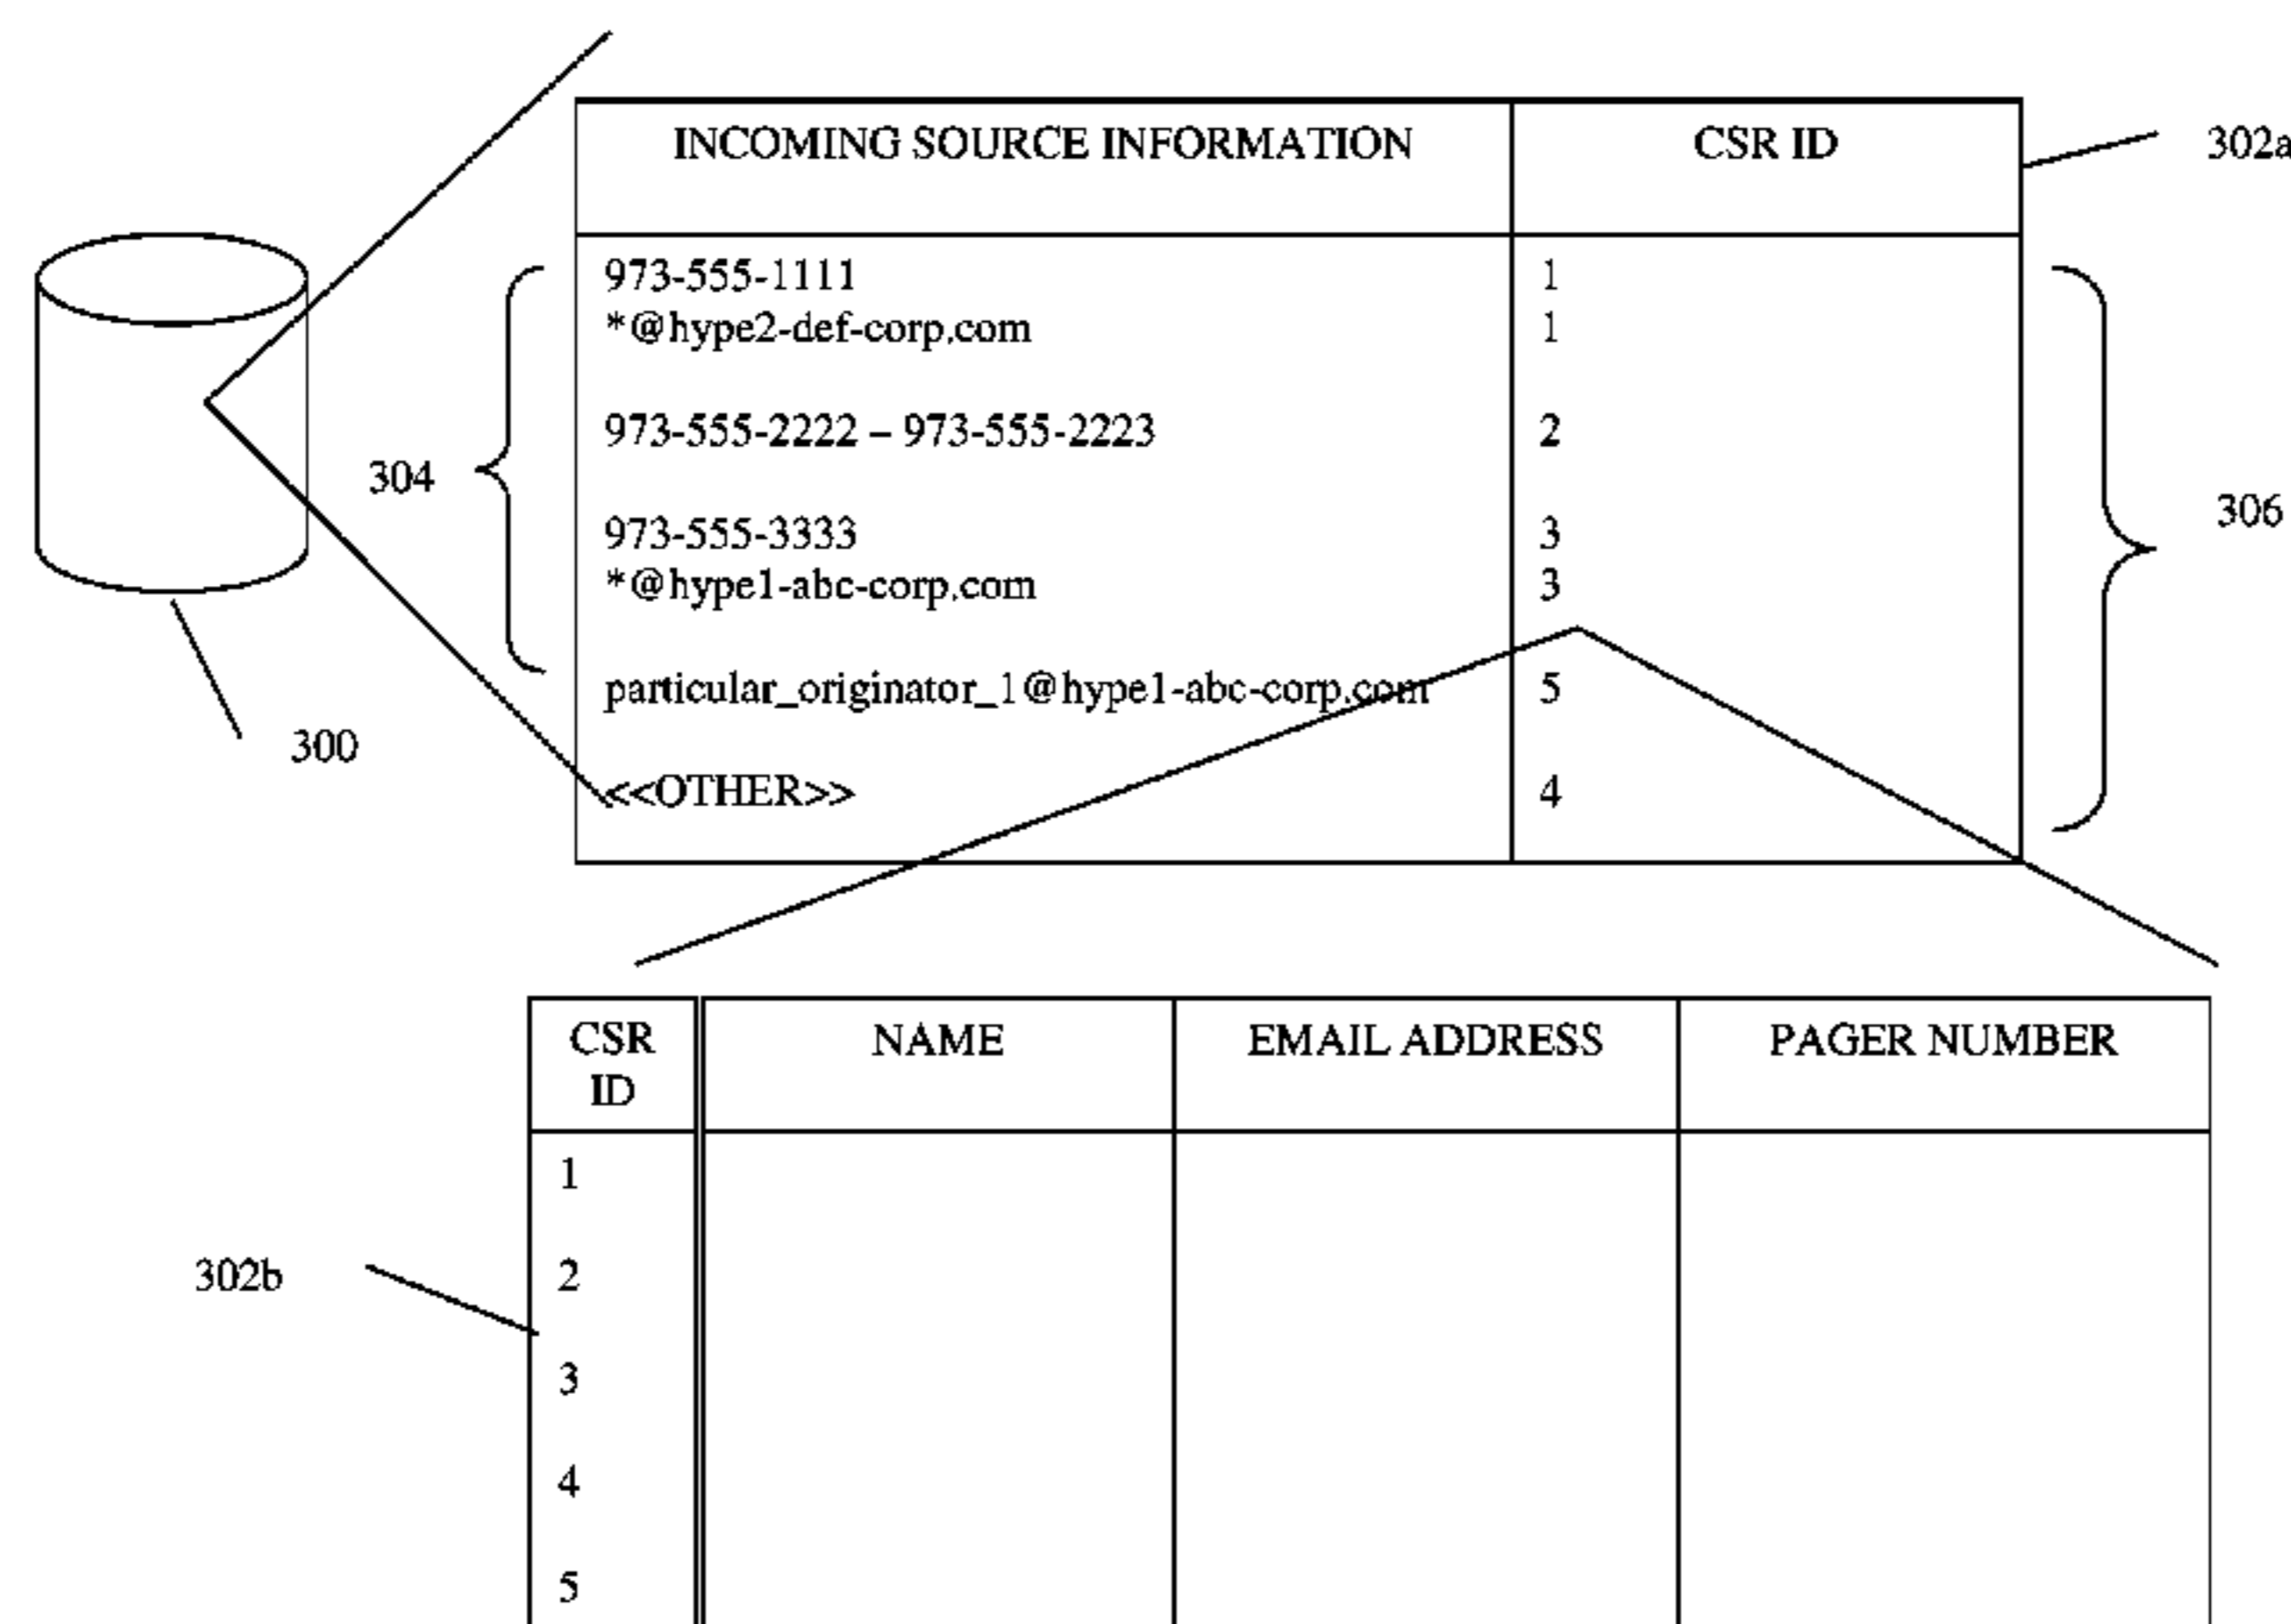 INCOMING SOURCE INFORMATION CSR ID
302a
973-555-1111 1
*@hype2-def-corp.com 1
973-555-2222 – 973-555-2223 2
304
306
973-555-3333 3
*@hype1-abc-corp.com 3
particular_originator_1@hype1-abc-corp.com 5
300
<<OTHER>> 4
CSR ID NAME EMAIL ADDRESS PAGER NUMBER
1
302b
2
3
4
5